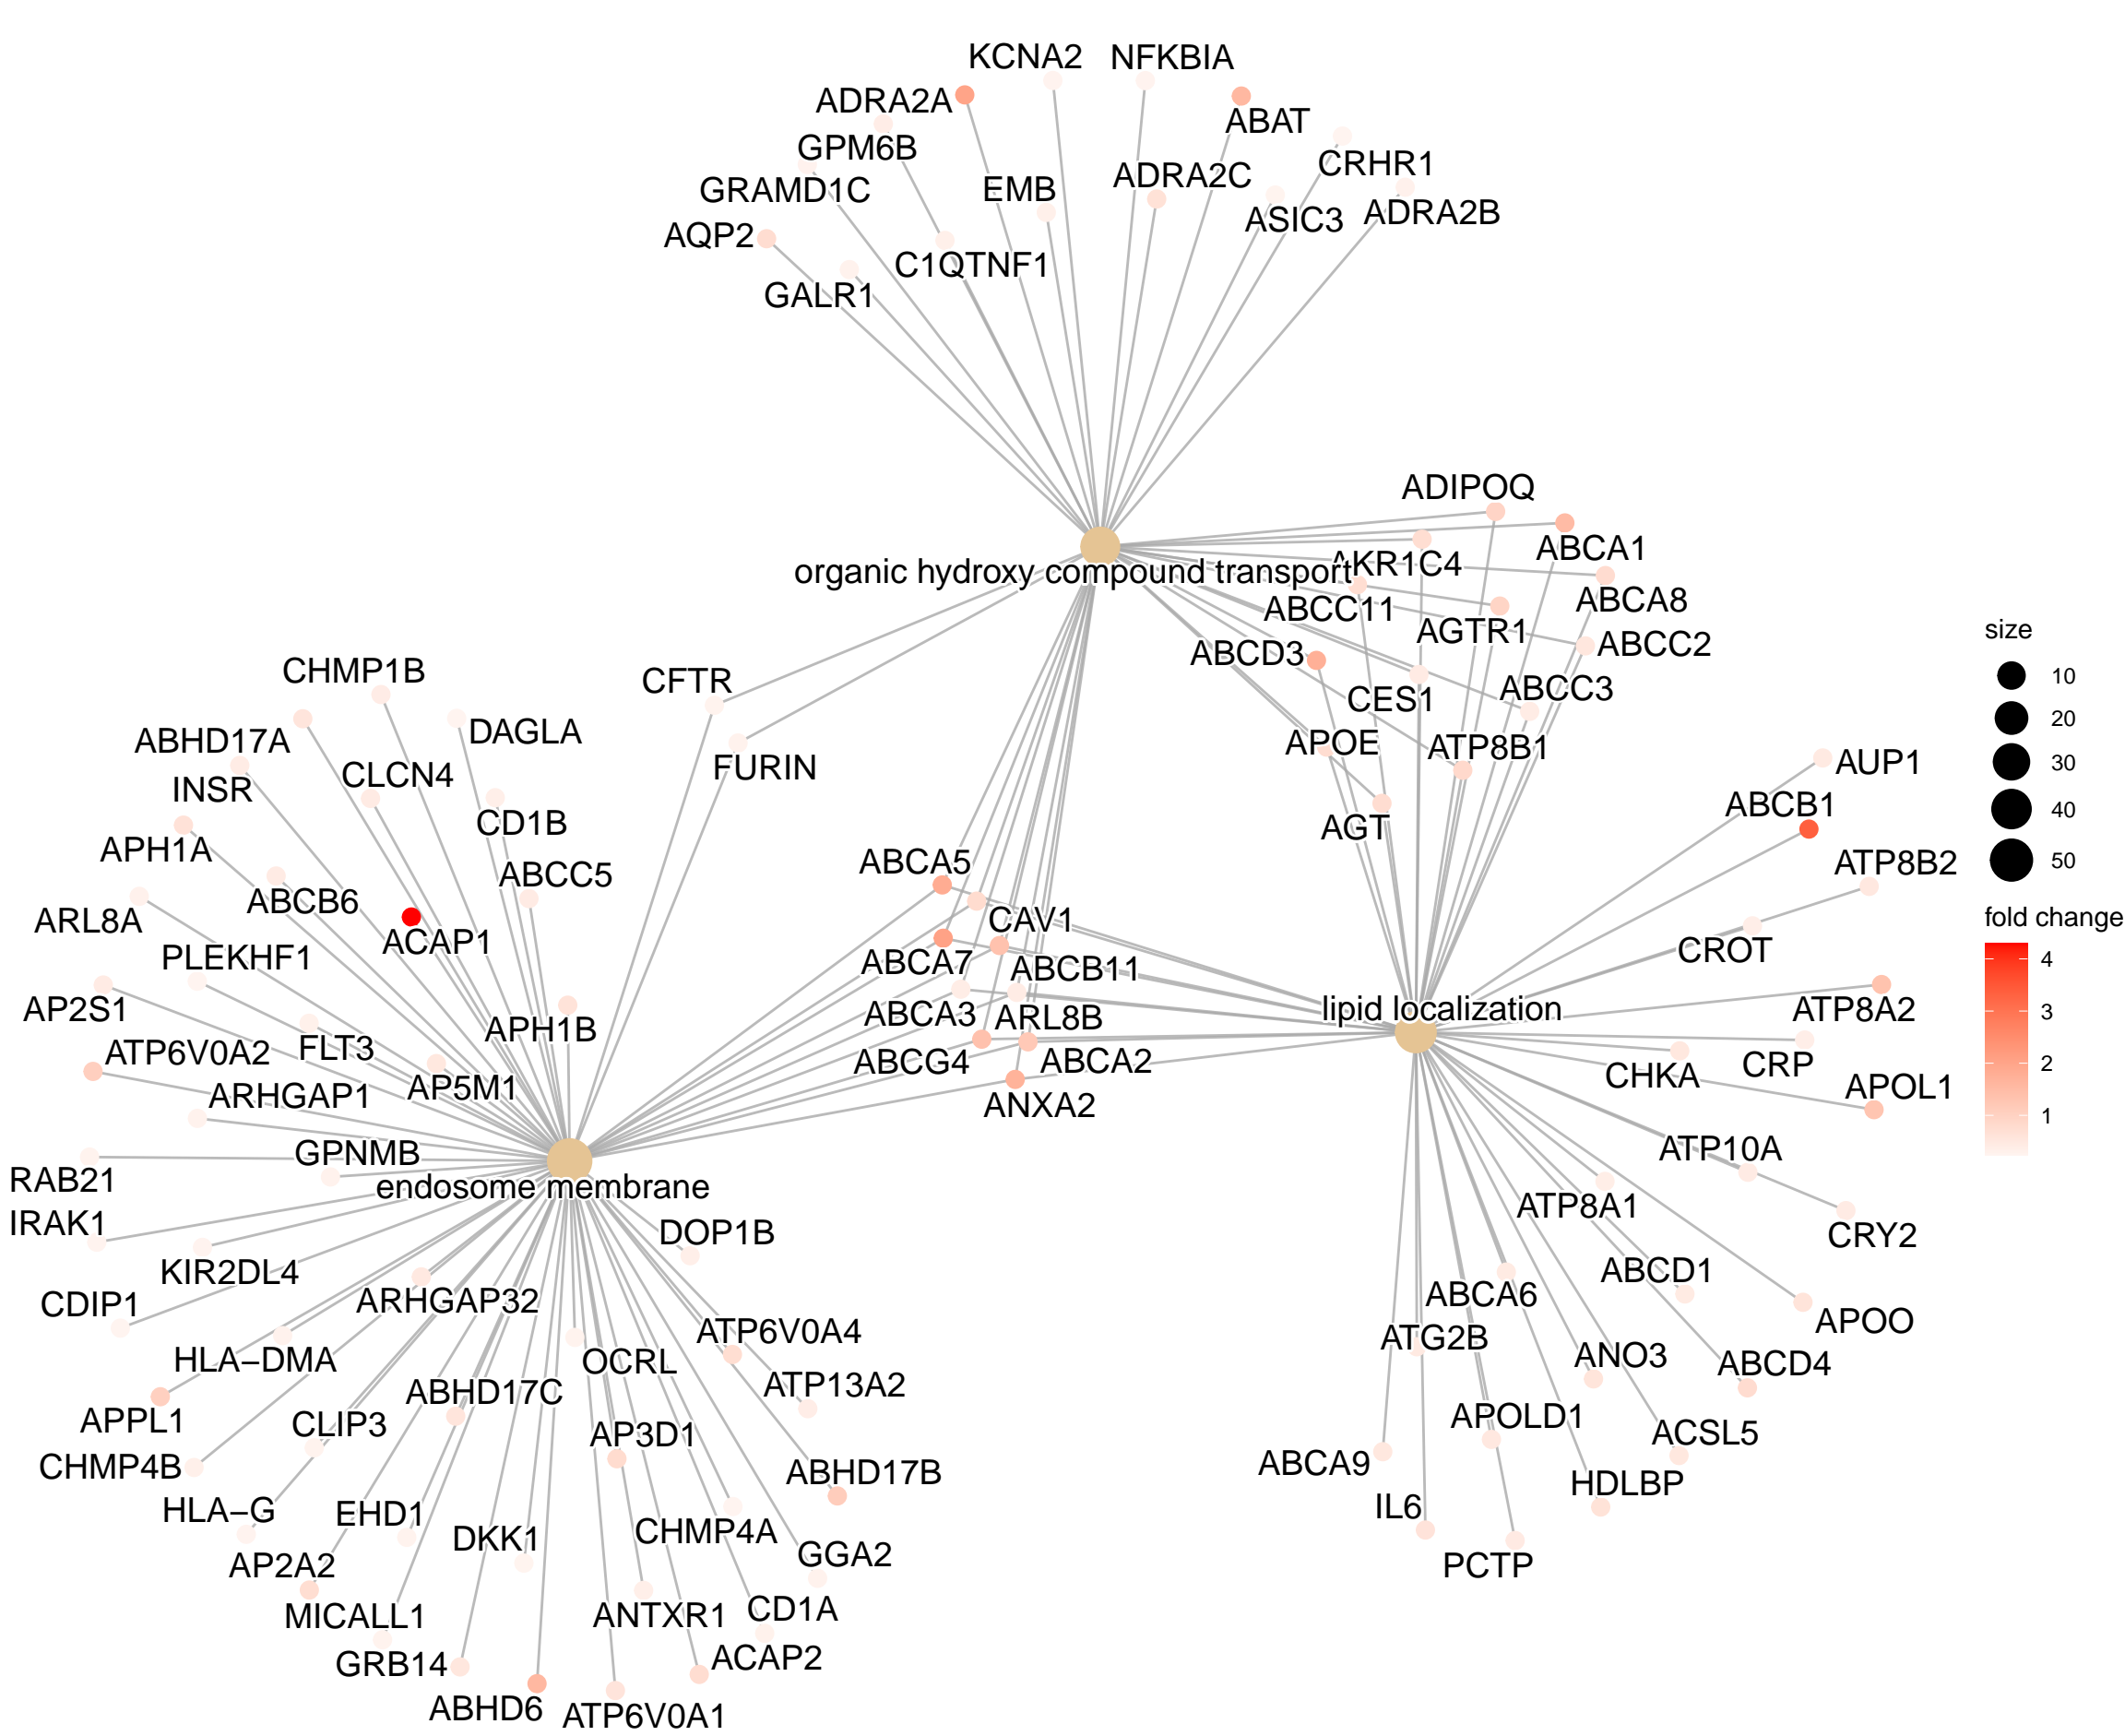 KCNA2
NFKBIA
ADRA2A
ABAT
GPM6B
CRHR1
GRAMD1C
EMB
ADRA2C
ASIC3
ADRA2B
AQP2
C1QTNF1
GALR1
ADIPOQ
ABCA1
organic hydroxy compound transport
AKR1C4
ABCA8
ABCC11
AGTR1
ABCC2
ABCD3
CES1
ABCC3
APOE
ATP8B1
AGT
CFTR
FURIN
CHMP1B
DAGLA
ABHD17A
CLCN4
INSR
CD1B
APH1A
ABCC5
ABCB6
ARL8A
ACAP1
PLEKHF1
AP2S1
APH1B
FLT3
ATP6V0A2
AP5M1
ARHGAP1
GPNMB
RAB21
endosome membrane
IRAK1
KIR2DL4
CDIP1
ARHGAP32
HLA−DMA
DOP1B
ATP6V0A4
OCRL
ATP13A2
APPL1
ABHD17C
CLIP3
AP3D1
CHMP4B
ABHD17B
HLA−G
EHD1
DKK1
CHMP4A
GGA2
AP2A2
MICALL1
ANTXR1
CD1A
GRB14
ACAP2
ABHD6
ATP6V0A1
ABCA5
CAV1
ABCA7
ABCB11
ABCA3
ARL8B
ABCG4
ABCA2
ANXA2
lipid localization
AUP1
ABCB1
ATP8B2
CROT
ATP8A2
CHKA
CRP
APOL1
ATP10A
ATP8A1
CRY2
ABCD1
ABCA6
APOO
ATG2B
ANO3
ABCD4
APOLD1
ACSL5
ABCA9
HDLBP
IL6
PCTP
size
10
20
30
40
50
fold change
4
3
2
1